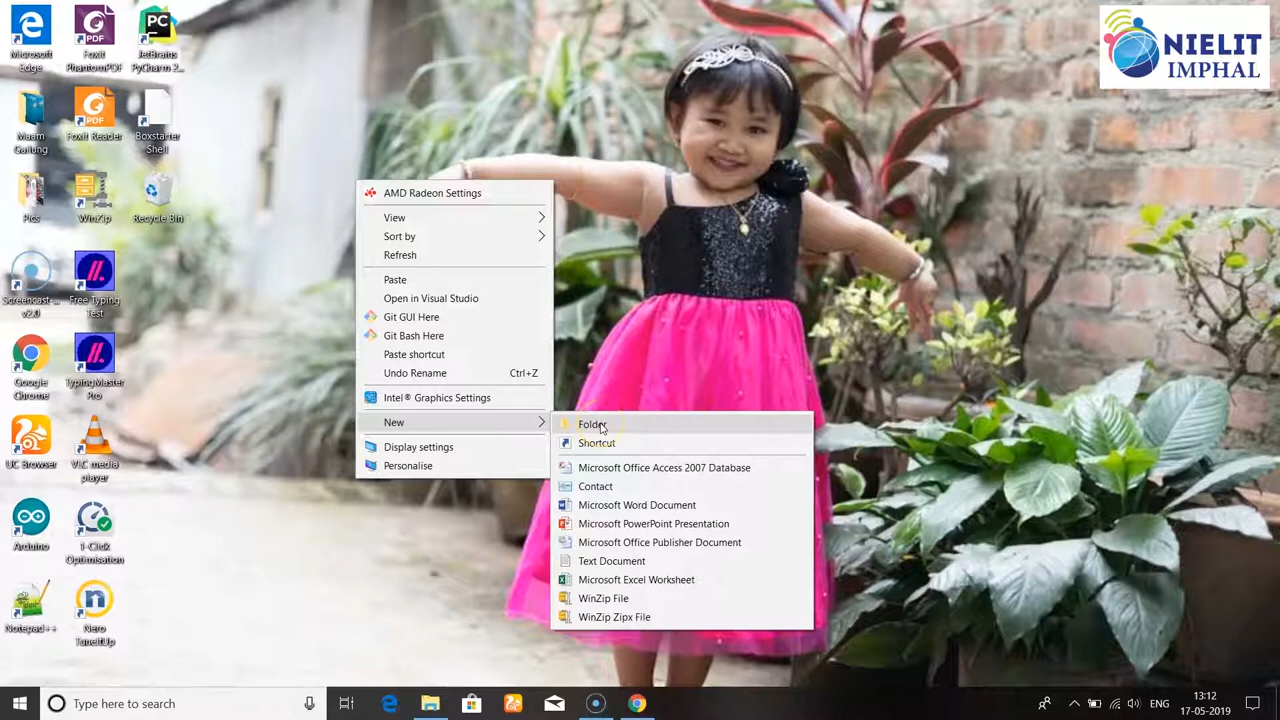 Microsoft
Edge
Foxit
PhantomPDF
JetBrains
PyCharm 2...
Maam
Gaitung
Foxit Reader
Boxstarter
Shell
Pics
WinZip
Recycle Bin
Screencast-...
v2.0
Free Typing
Test
Google
Chrome
TypingMaster
Pro
UC Browser
VLC media
player
Arduino
1-Click
Optimisation
Notepad++
Nero
TuneItUp
NIELIT
IMPHAL
AMD Radeon Settings
View
Sort by
Refresh
Paste
Open in Visual Studio
Git GUI Here
Git Bash Here
Paste shortcut
Undo Rename Ctrl+Z
Intel® Graphics Settings
New
Display settings
Personalise
Folder
Shortcut
Microsoft Office Access 2007 Database
Contact
Microsoft Word Document
Microsoft PowerPoint Presentation
Microsoft Office Publisher Document
Text Document
Microsoft Excel Worksheet
WinZip File
WinZip Zipx File
Type here to search
ENG
13:12
17-05-2019